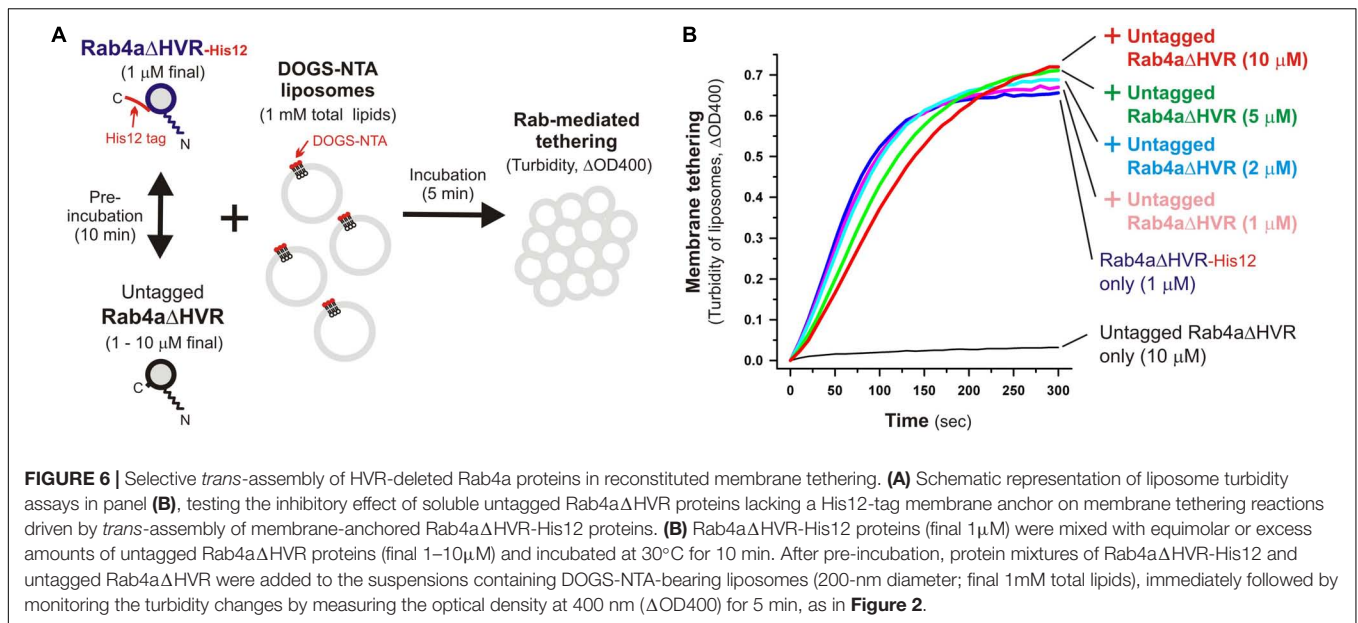 A
Rab4aΔHVR-His12
(1 μM final)
C
His12 tag
N
Pre-
incubation
(10 min)
Untagged
Rab4aΔHVR
(1 - 10 μM final)
C
N
+
DOGS-NTA
liposomes
(1 mM total lipids)
DOGS-NTA
Incubation
(5 min)
Rab-mediated
tethering
(Turbidity, ΔOD400)
B
Membrane tethering
(Turbidity of liposomes, ΔOD400)
0.7
0.6
0.5
0.4
0.3
0.2
0.1
0.0
0 50 100 150 200 250 300
Time (sec)
+ Untagged
Rab4aΔHVR (10 μM)
+ Untagged
Rab4aΔHVR (5 μM)
+ Untagged
Rab4aΔHVR (2 μM)
+ Untagged
Rab4aΔHVR (1 μM)
Rab4aΔHVR-His12
only (1 μM)
Untagged Rab4aΔHVR
only (10 μM)
FIGURE 6 | Selective trans-assembly of HVR-deleted Rab4a proteins in reconstituted membrane tethering. (A) Schematic representation of liposome turbidity
assays in panel (B), testing the inhibitory effect of soluble untagged Rab4aΔHVR proteins lacking a His12-tag membrane anchor on membrane tethering reactions
driven by trans-assembly of membrane-anchored Rab4aΔHVR-His12 proteins. (B) Rab4aΔHVR-His12 proteins (final 1μM) were mixed with equimolar or excess
amounts of untagged Rab4aΔHVR proteins (final 1–10μM) and incubated at 30°C for 10 min. After pre-incubation, protein mixtures of Rab4aΔHVR-His12 and
untagged Rab4aΔHVR were added to the suspensions containing DOGS-NTA-bearing liposomes (200-nm diameter; final 1mM total lipids), immediately followed by
monitoring the turbidity changes by measuring the optical density at 400 nm (ΔOD400) for 5 min, as in Figure 2.